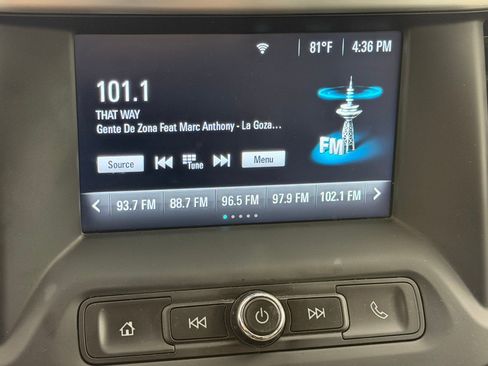 81°F 4:36 PM
101.1
THAT WAY
Gente De Zona Feat Marc Anthony - La Goza...
FM
Source Tune Menu
93.7 FM 88.7 FM 96.5 FM 97.9 FM 102.1 FM